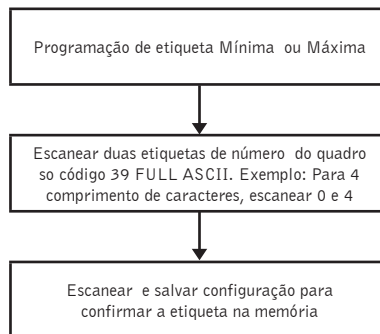 Programação de etiqueta Mínima ou Máxima
Escanear duas etiquetas de número do quadro
so código 39 FULL ASCII. Exemplo: Para 4
comprimento de caracteres, escanear 0 e 4
Escanear e salvar configuração para
confirmar a etiqueta na memória